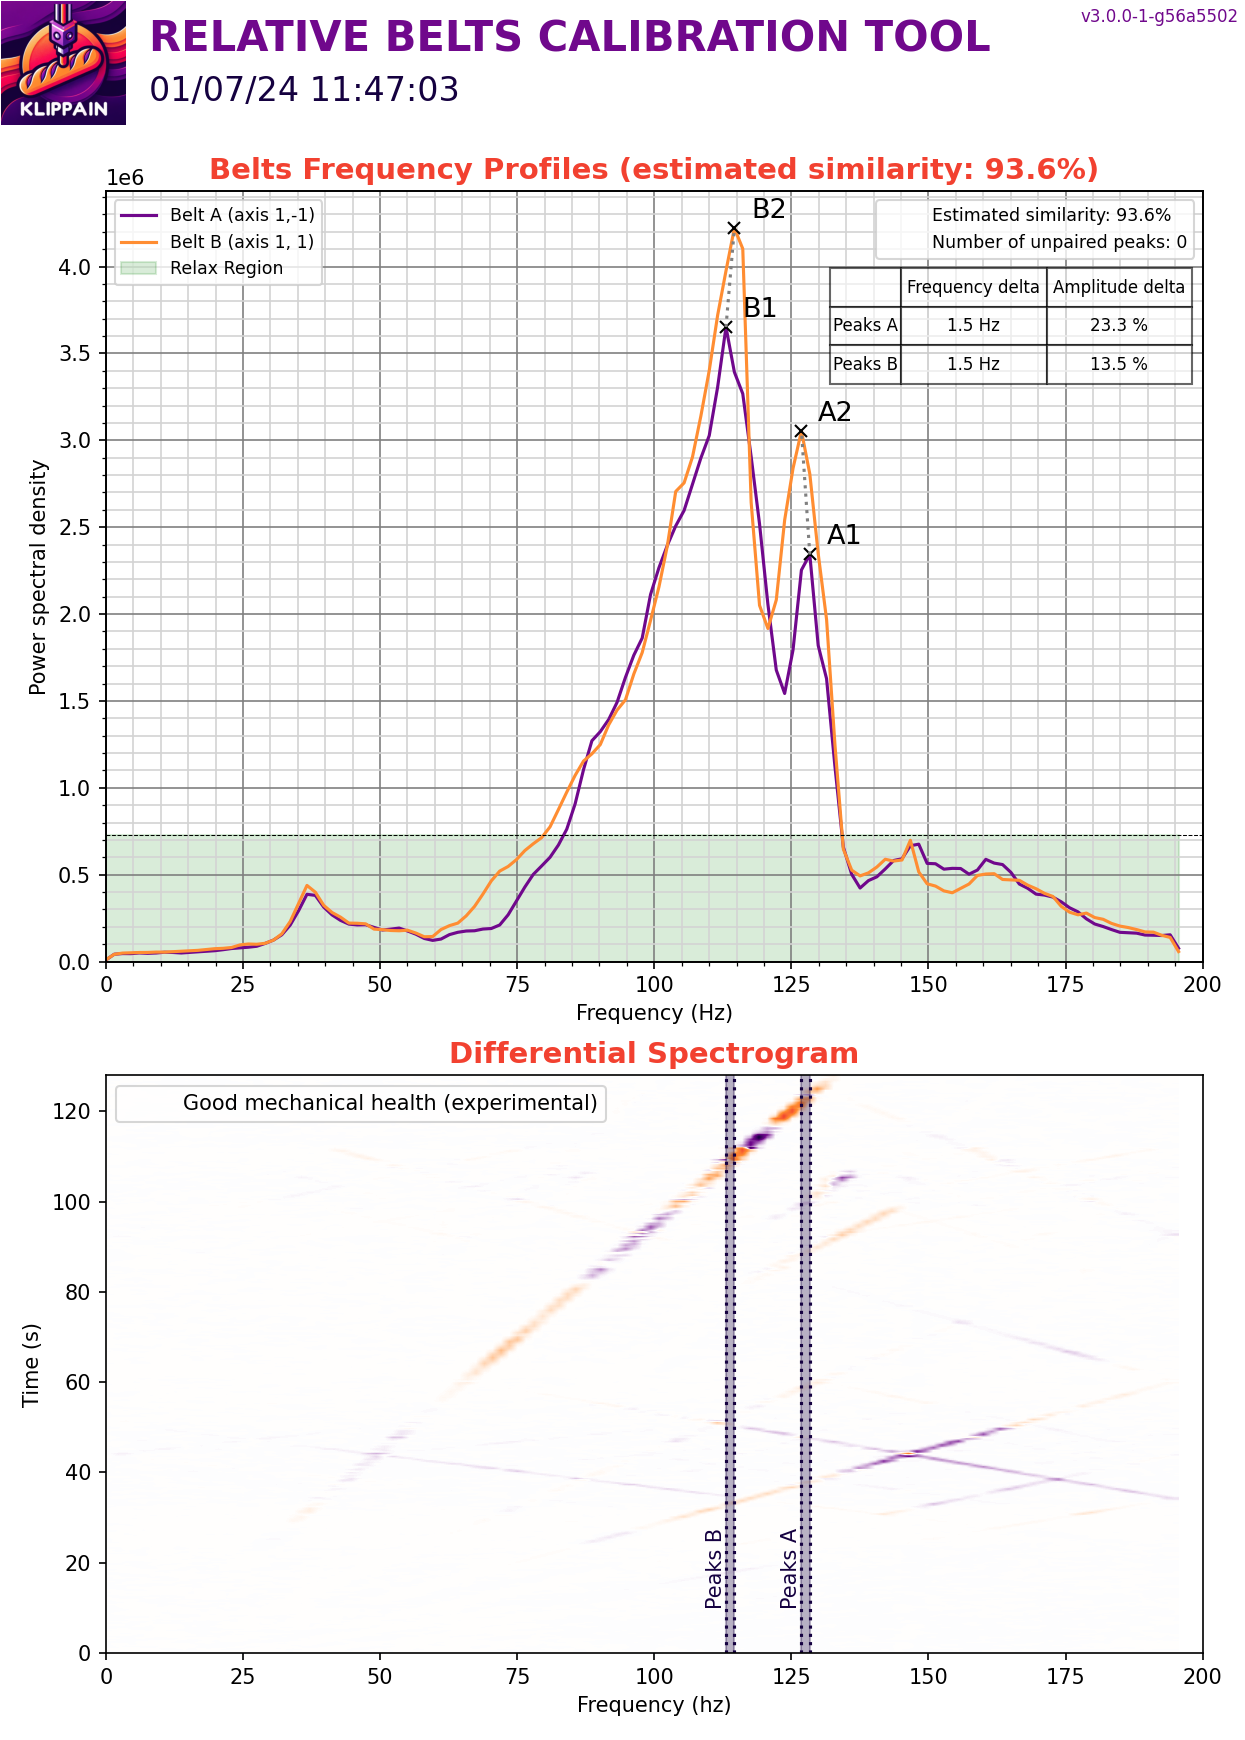 KLIPPAIN
RELATIVE BELTS CALIBRATION TOOL
v3.0.0-1-g56a5502
01/07/24 11:47:03
Belts Frequency Profiles (estimated similarity: 93.6%)
1e6
Belt A (axis 1,-1)
Belt B (axis 1, 1)
Relax Region
Estimated similarity: 93.6%
Number of unpaired peaks: 0
Frequency delta Amplitude delta
Peaks A 1.5 Hz 23.3 %
Peaks B 1.5 Hz 13.5 %
B2
B1
A2
A1
4.0
3.5
3.0
2.5
2.0
1.5
1.0
0.5
0.0
Power spectral density
0 25 50 75 100 125 150 175 200
Frequency (Hz)
Differential Spectrogram
Good mechanical health (experimental)
120
100
80
60
40
20
0
Time (s)
Peaks B
Peaks A
0 25 50 75 100 125 150 175 200
Frequency (hz)